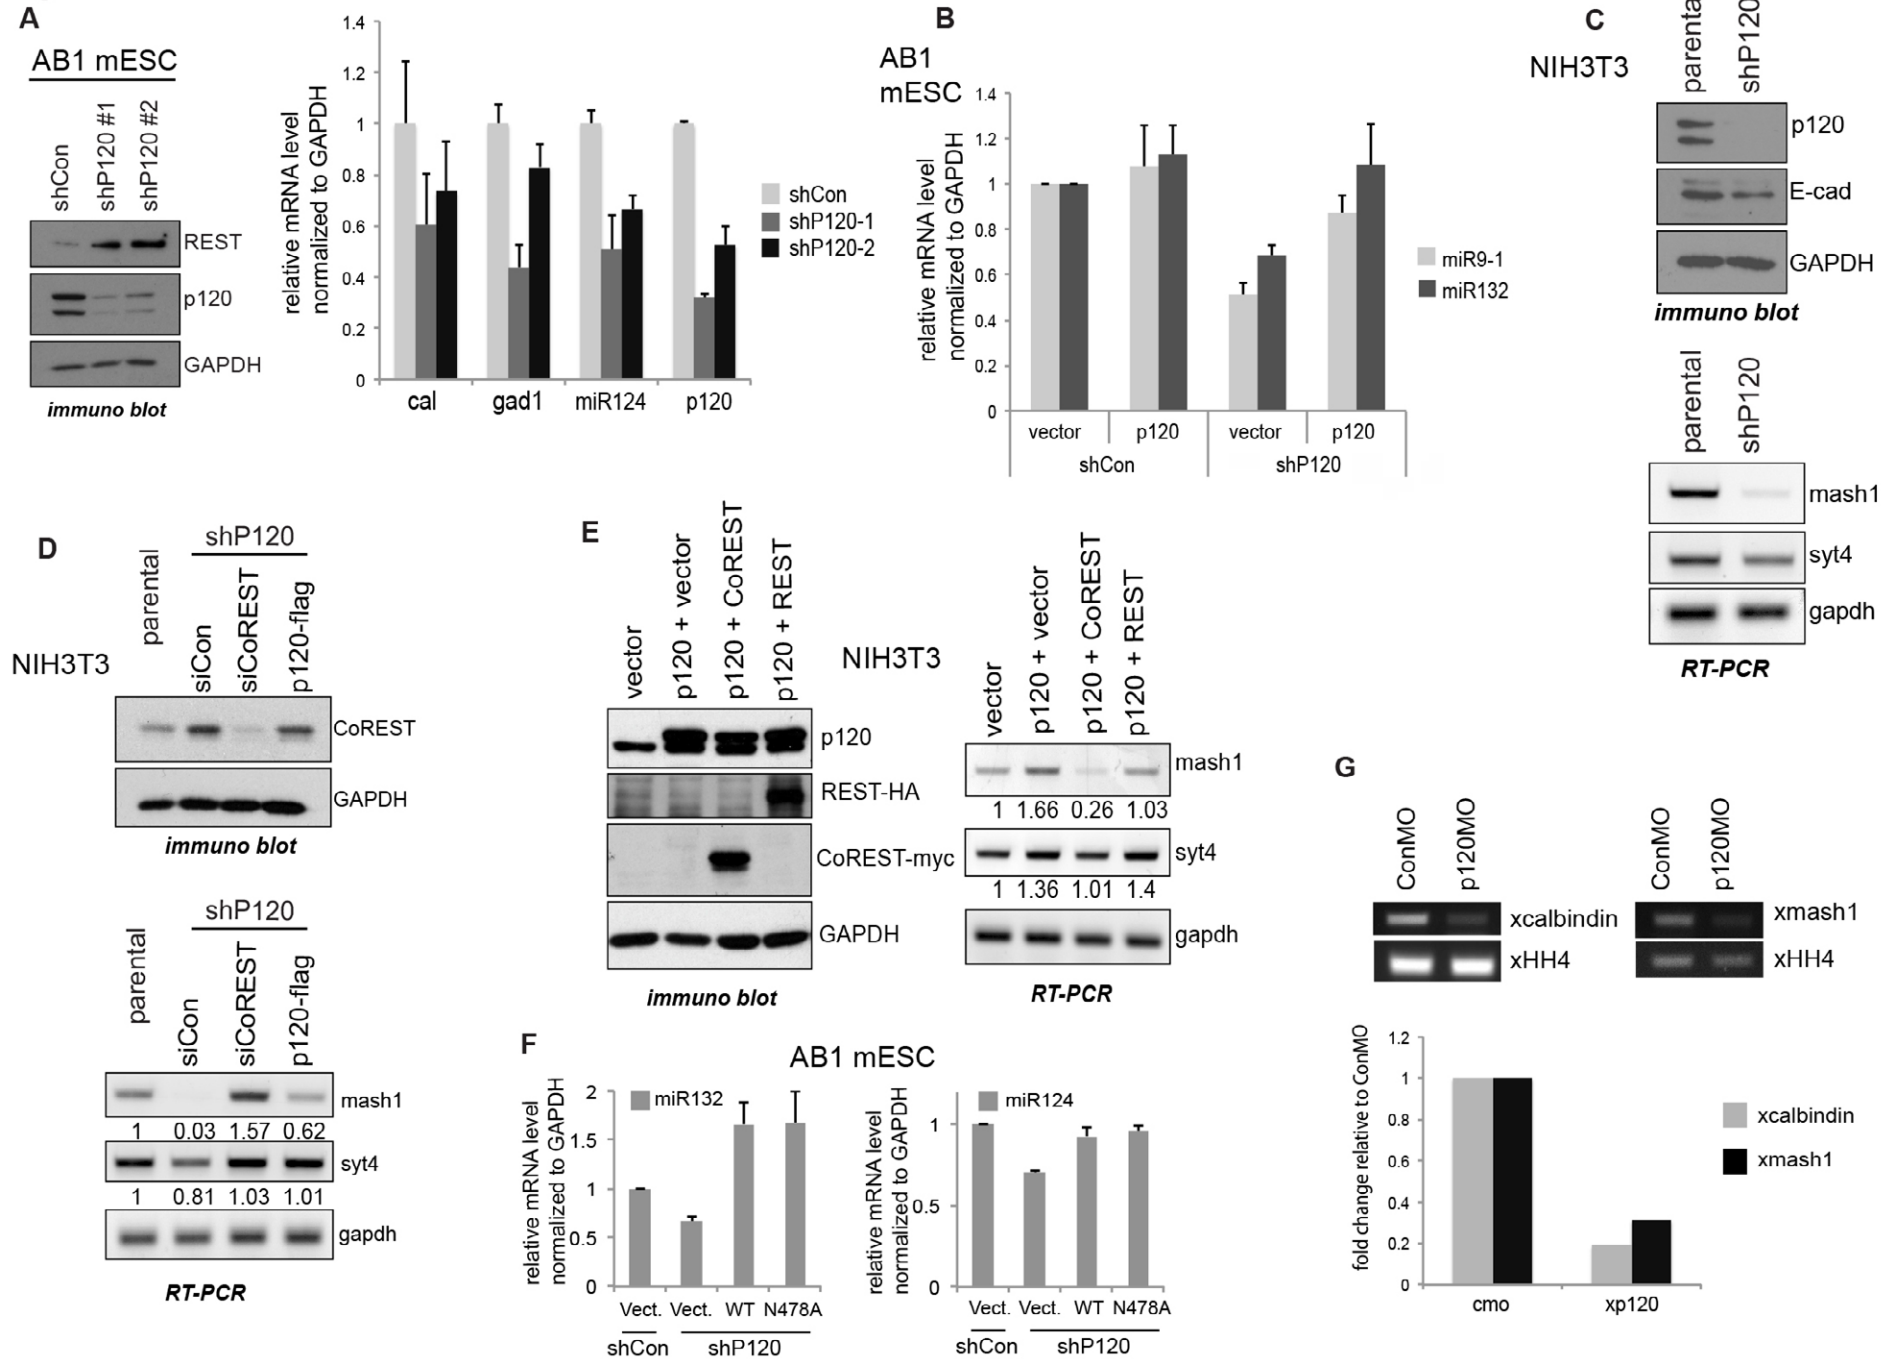 A
AB1 mESC
shCon
shP120 #1
shP120 #2
REST
p120
GAPDH
immuno blot
relative mRNA level
normalized to GAPDH
1.4
1.2
1
0.8
0.6
0.4
0.2
0
cal
gad1
miR124
p120
shCon
shP120-1
shP120-2
B
AB1
mESC
relative mRNA level
normalized to GAPDH
1.4
1.2
1
0.8
0.6
0.4
0.2
0
vector
p120
vector
p120
shCon
shP120
miR9-1
miR132
C
NIH3T3
parental
shP120
p120
E-cad
GAPDH
immuno blot
parental
shP120
mash1
syt4
gapdh
RT-PCR
D
NIH3T3
shP120
parental
siCon
siCoREST
p120-flag
CoREST
GAPDH
immuno blot
shP120
parental
siCon
siCoREST
p120-flag
mash1
1 0.03 1.57 0.62
syt4
1 0.81 1.03 1.01
gapdh
RT-PCR
E
vector
p120 + vector
p120 + CoREST
p120 + REST
p120
REST-HA
CoREST-myc
GAPDH
immuno blot
NIH3T3
vector
p120 + vector
p120 + CoREST
p120 + REST
mash1
1 1.66 0.26 1.03
syt4
1 1.36 1.01 1.4
gapdh
RT-PCR
F
AB1 mESC
relative mRNA level
normalized to GAPDH
miR132
2
1.5
1
0.5
0
Vect. Vect. WT N478A
shCon shP120
relative mRNA level
normalized to GAPDH
miR124
1
0.5
0
Vect. Vect. WT N478A
shCon shP120
G
ConMO
p120MO
xcalbindin
xHH4
ConMO
p120MO
xmash1
xHH4
fold change relative to ConMO
1.2
1
0.8
0.6
0.4
0.2
0
cmo
xp120
xcalbindin
xmash1